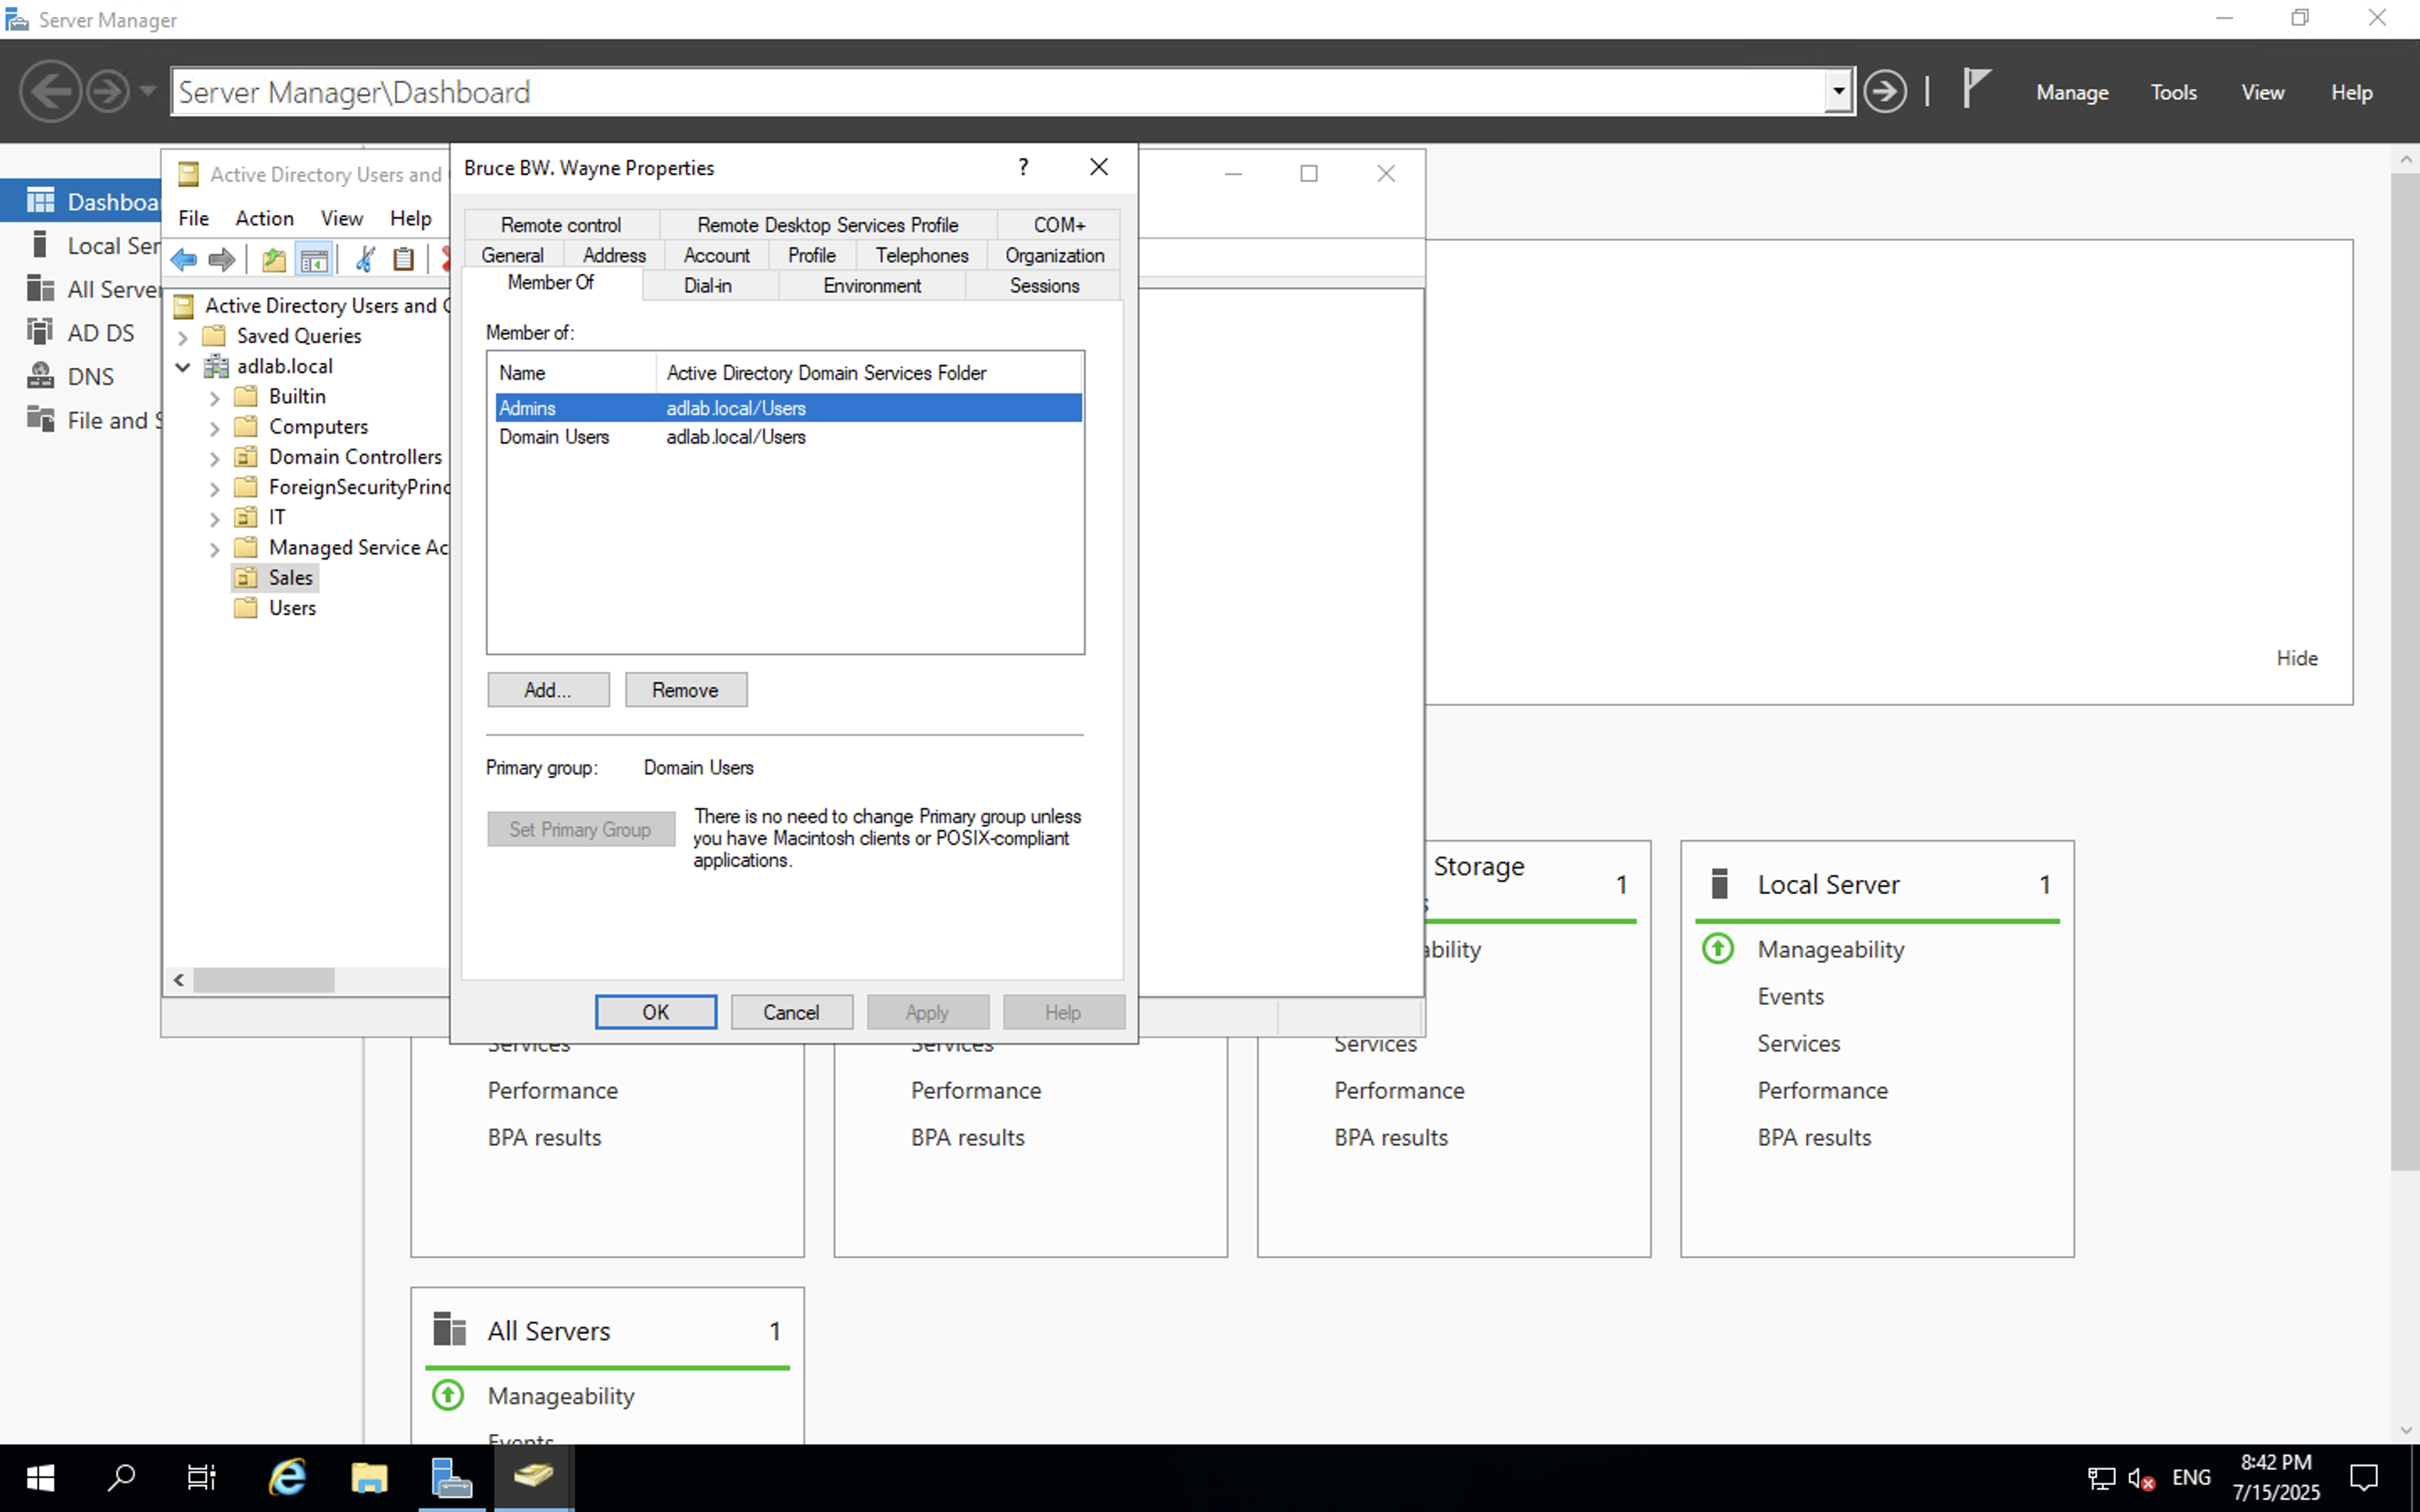 Server Manager
Server Manager\Dashboard
Manage Tools View Help
Active Directory Users and
File Action View Help
Dashboa
Local Ser
All Server
AD DS
DNS
File and S
Active Directory Users and C
Saved Queries
adlab.local
Builtin
Computers
Domain Controllers
ForeignSecurityPrinc
IT
Managed Service Ac
Sales
Users
Bruce BW. Wayne Properties
?
Remote control Remote Desktop Services Profile COM+
General Address Account Profile Telephones Organization
Member Of Dial-in Environment Sessions
Member of:
Name Active Directory Domain Services Folder
Admins adlab.local/Users
Domain Users adlab.local/Users
Add... Remove
Primary group: Domain Users
Set Primary Group
There is no need to change Primary group unless
you have Macintosh clients or POSIX-compliant
applications.
OK Cancel Apply Help
Hide
Services
Performance
BPA results
Services
Performance
BPA results
Storage 1
s
ability
Services
Performance
BPA results
Local Server 1
Manageability
Events
Services
Performance
BPA results
All Servers 1
Manageability
Events
ENG
8:42 PM
7/15/2025